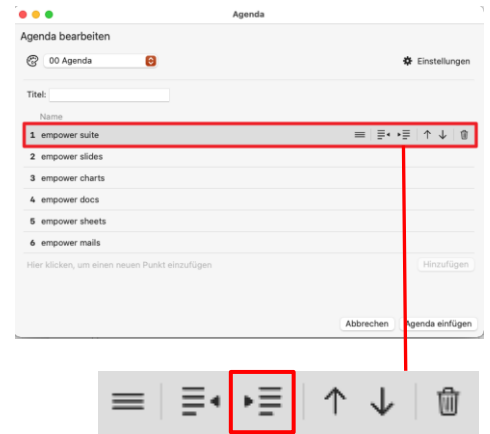 Agenda
Agenda bearbeiten
00 Agenda
Einstellungen
Titel:
Name
1 empower suite
2 empower slides
3 empower charts
4 empower docs
5 empower sheets
6 empower mails
Hier klicken, um einen neuen Punkt einzufügen Hinzufügen
Abbrechen Agenda einfügen